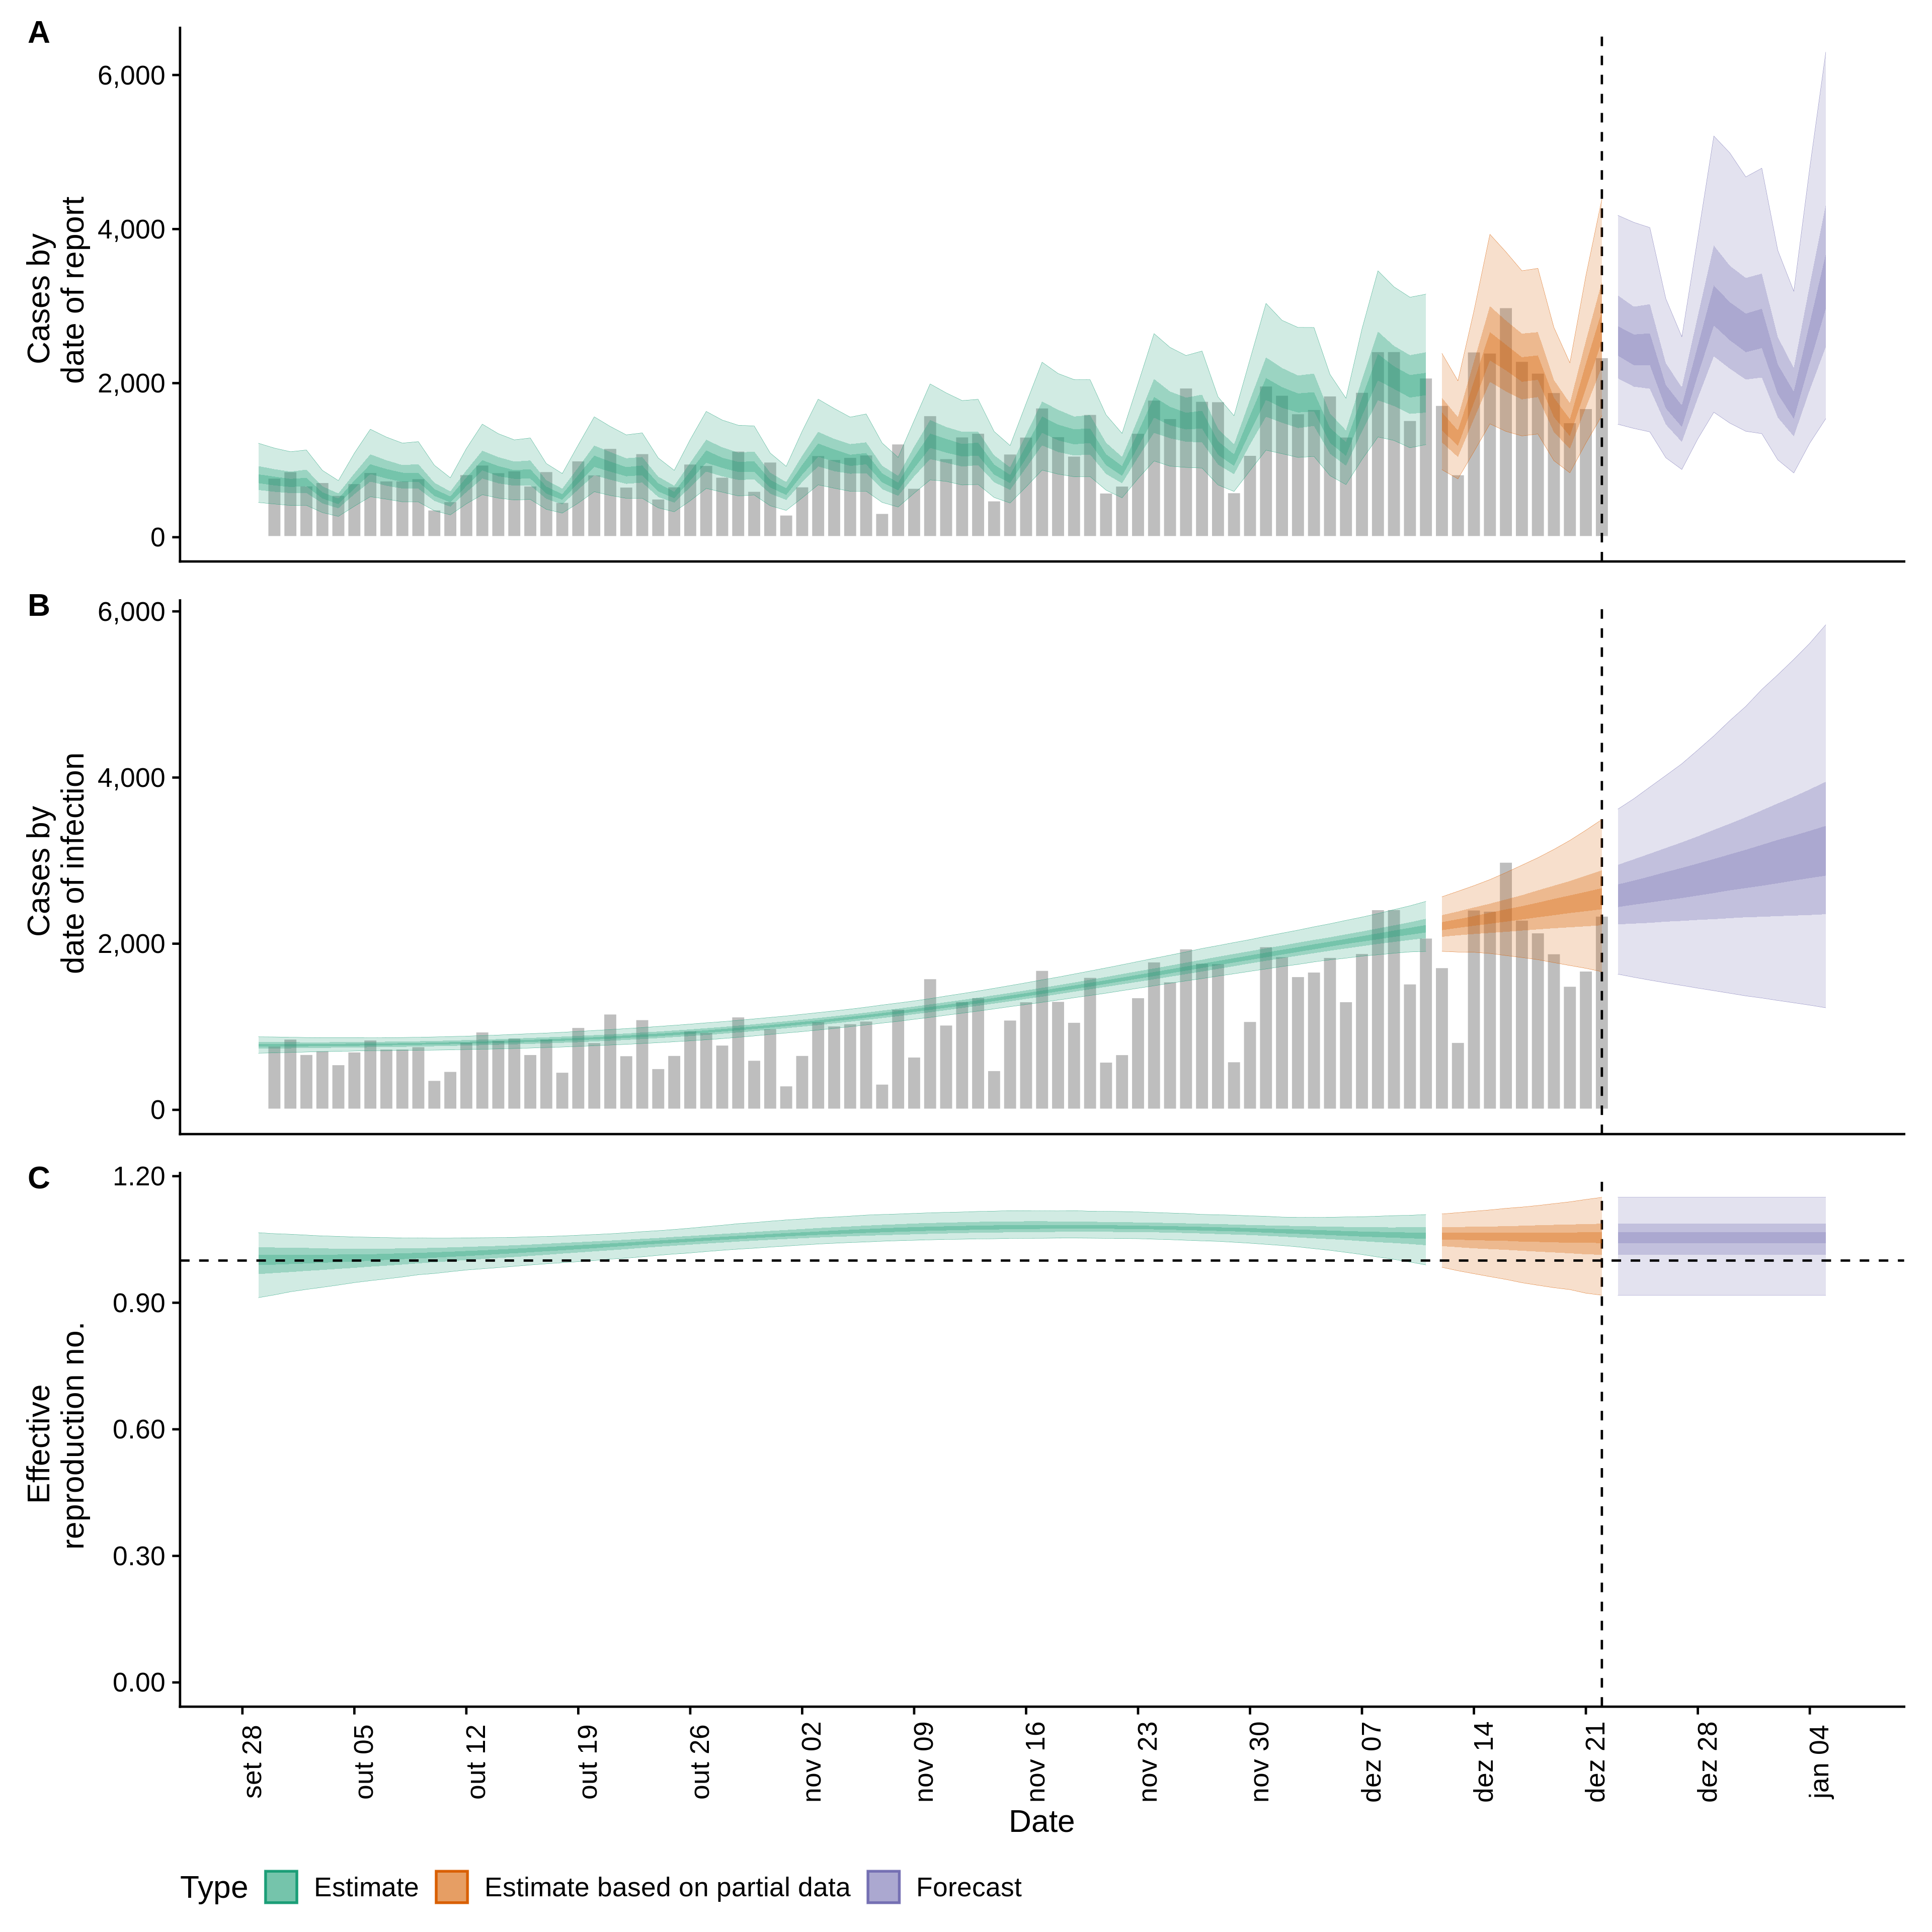 A
6,000
4,000
2,000
0
Cases by
date of report
B
6,000
4,000
2,000
0
Cases by
date of infection
C
1.20
0.90
0.60
0.30
0.00
Effective
reproduction no.
set 28
out 05
out 12
out 19
out 26
nov 02
nov 09
nov 16
nov 23
nov 30
dez 07
dez 14
dez 21
dez 28
jan 04
Date
Type Estimate Estimate based on partial data Forecast